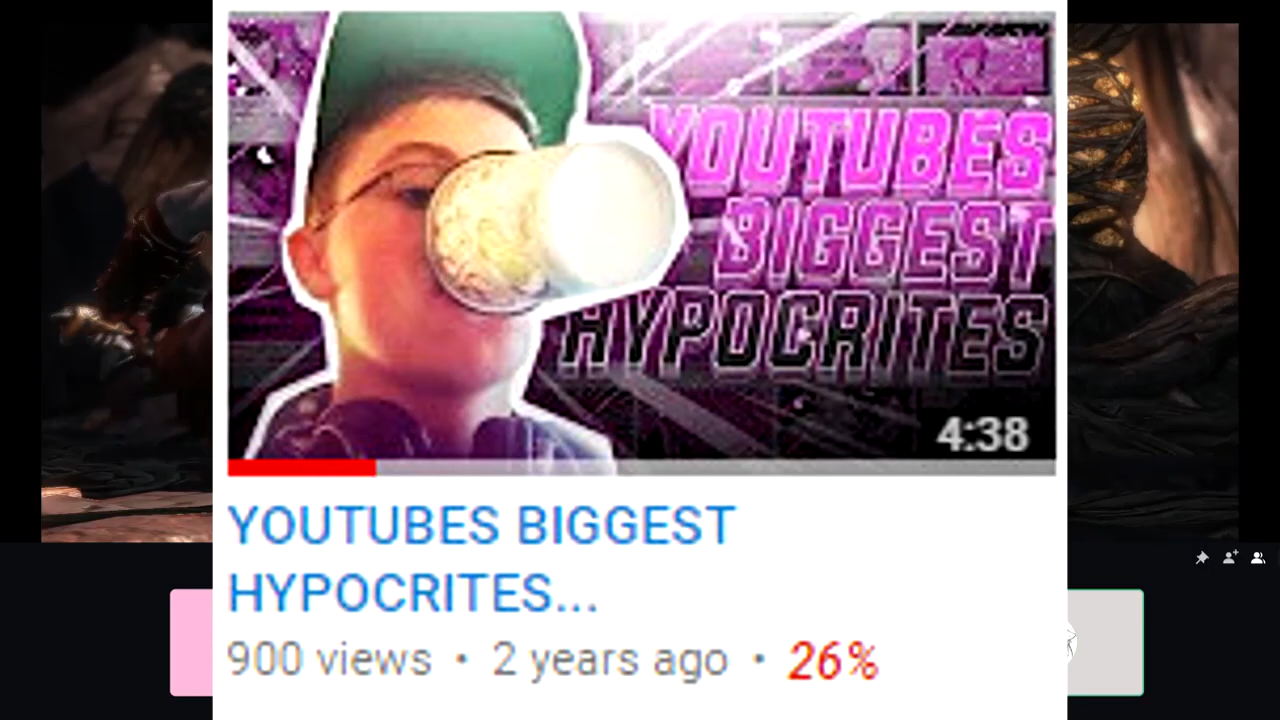 YOUTUBES
BIGGEST
HYPOCRITES
4:38
YOUTUBES BIGGEST
HYPOCRITES...
900 views • 2 years ago • 26%